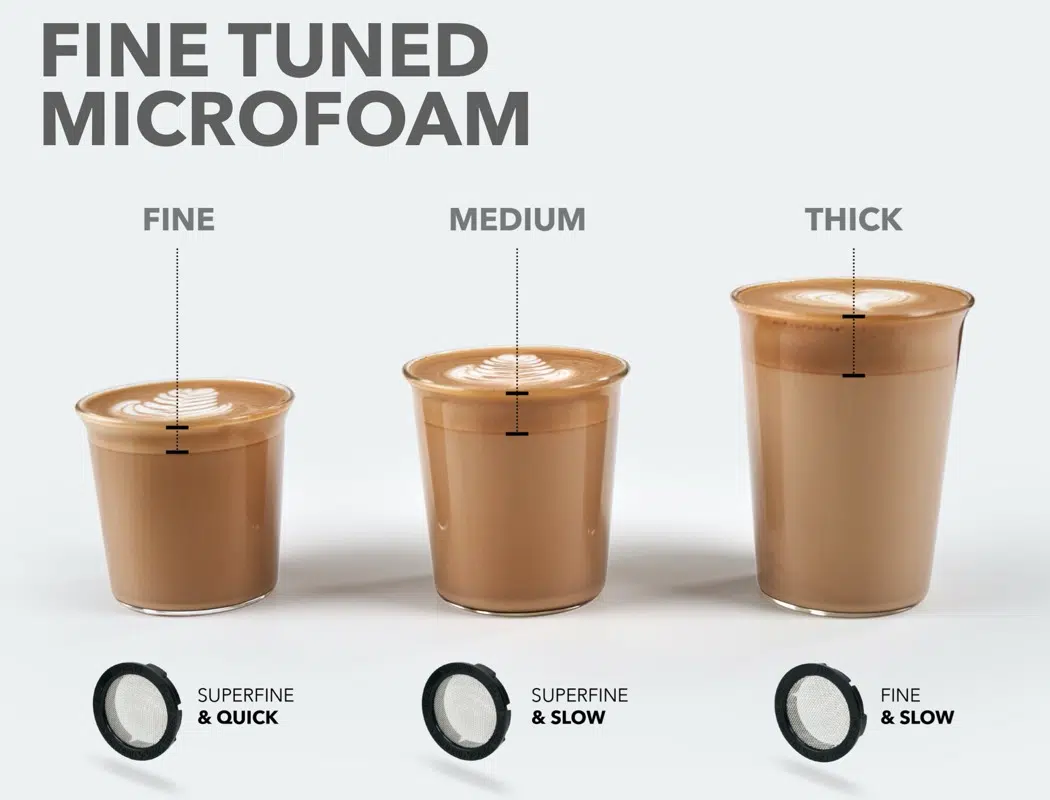 FINE TUNED
MICROFOAM
FINE
MEDIUM
THICK
SUPERFINE
& QUICK
SUPERFINE
& SLOW
FINE
& SLOW